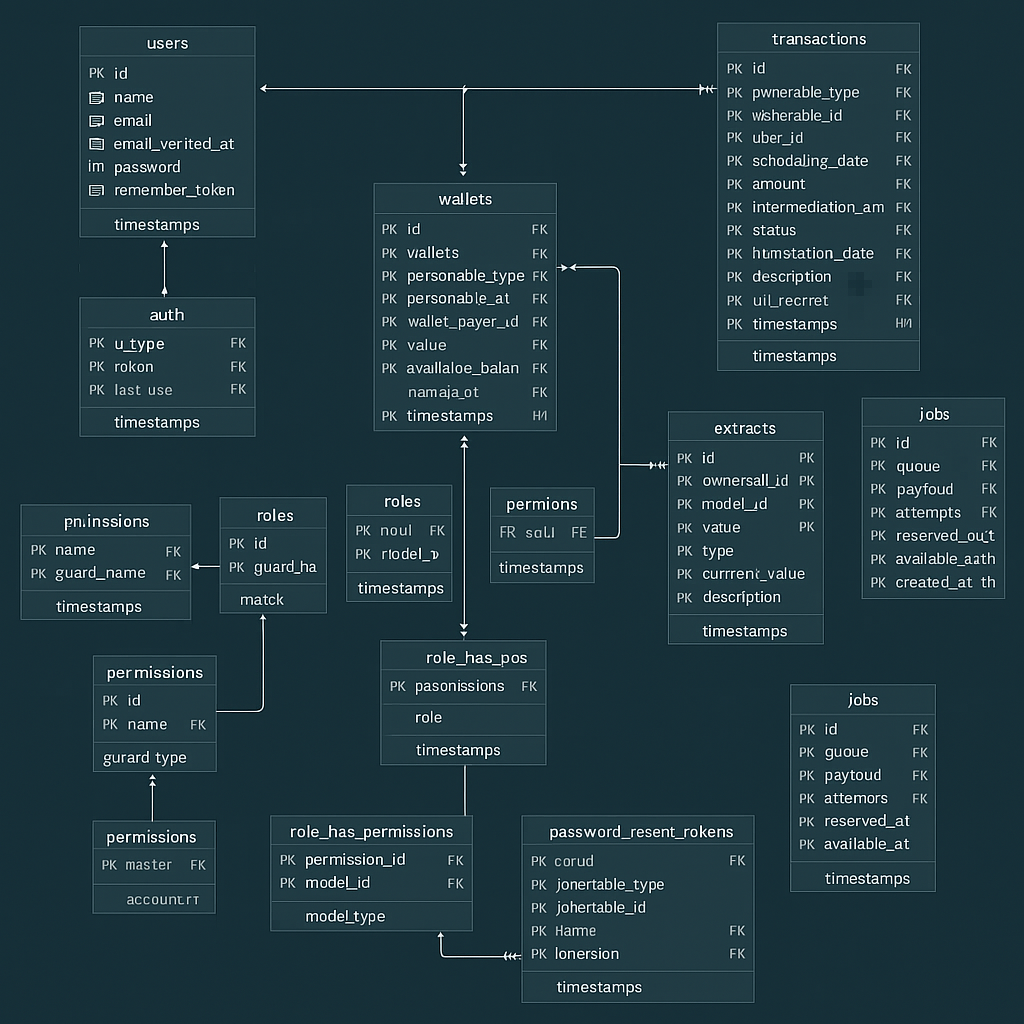 users
PK id
name
email
email_verited_at
im password
remember_token
timestamps
auth
PK u_type FK
PK rokon FK
PK last use FK
timestamps
wallets
PK id FK
PK wallets FK
PK personable_type FK
PK personable_at FK
PK wallet_payer_id FK
PK value FK
PK availlaloe_balan FK
namaja_ot FK
PK timestamps
timestamps
transactions
PK id FK
PK pwnerable_type FK
PK wisherable_id FK
PK uber_id FK
PK schodaling_date FK
PK amount FK
PK intermediation_am FK
PK status FK
PK htimstation_date FK
PK description FK
PK uil_recrret FK
PK timestamps
timestamps
extracts
PK id PK
PK ownersall_id PK
PK model_id PK
PK vatue PK
PK type
PK currrent_value
PK description
timestamps
jobs
PK id FK
PK quoue FK
PK payfoud FK
PK attempts FK
PK reserved_out
PK available_aath
PK created_at th
pn.inssions
PK name FK
PK guard_name FK
timestamps
roles
PK id
PK guard_ha
matck
roles
PK noul FK
PK
timestamps
permions
FR FE
timestamps
permissions
PK id
PK name FK
gurard type
permissions
PK master FK
role_has_pos
PK pasonissions FK
role
timestamps
role_has_permissions
PK permission_id FK
PK model_id FK
model_type
password_resent_rokens
PK corud FK
PK jonertable_type
PK johertable_id
PK Hame FK
PK lonersion FK
timestamps
jobs
PK id FK
PK guoue FK
PK paytoud FK
PK attemors FK
PK reserved_at
PK available_at
timestamps